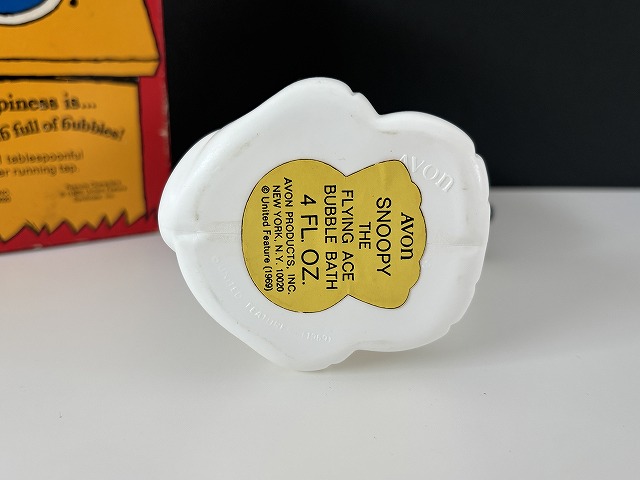 piness is...
full of bubbles!
tablespoonful
er running tap.
AVON
Avon
SNOOPY
THE
FLYING ACE
BUBBLE BATH
4 FL. OZ.
AVON PRODUCTS, INC.
NEW YORK, N.Y. 10020
© United Feature (1969)